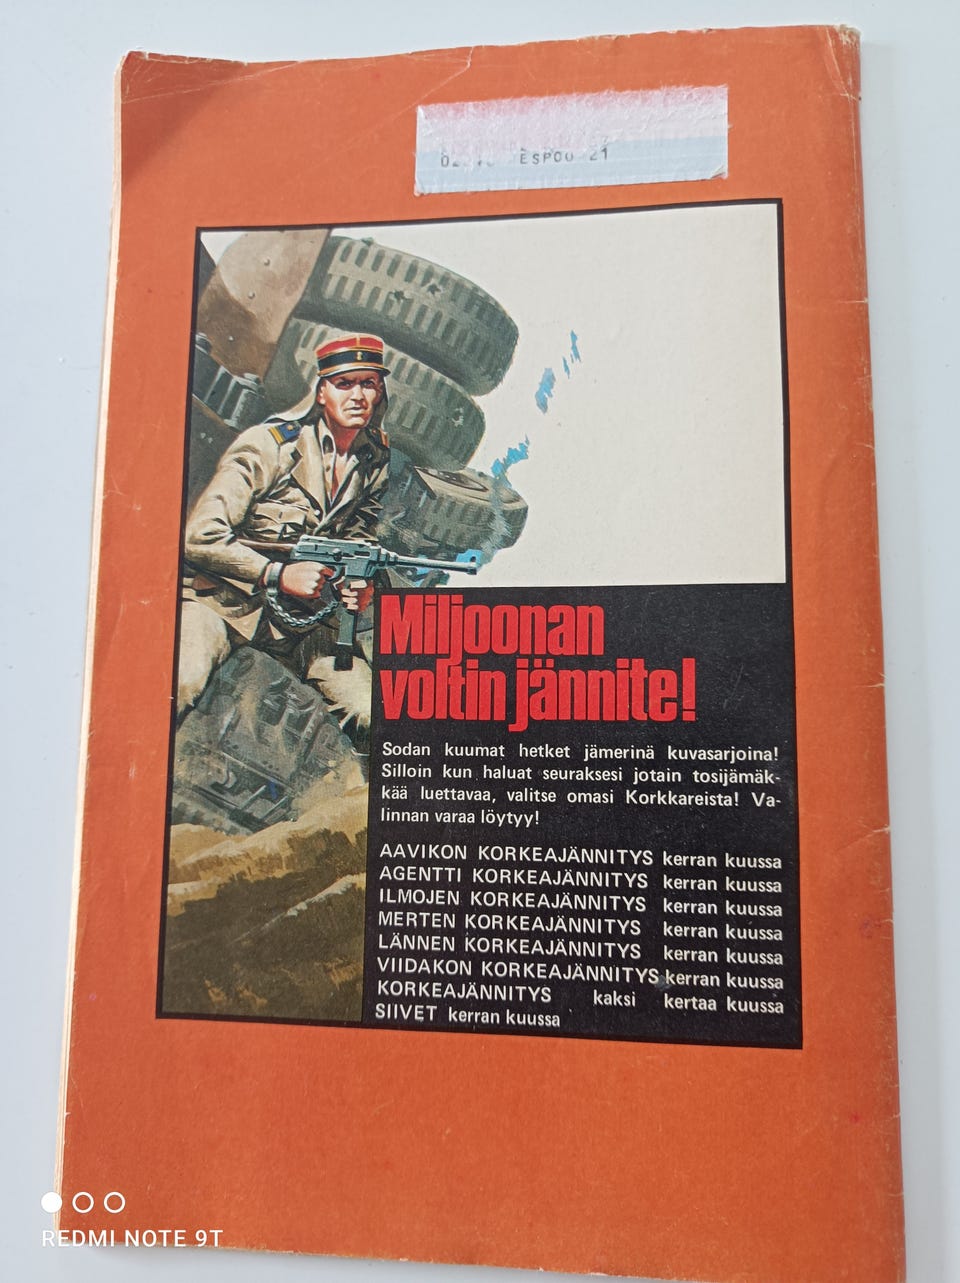 ESPOO 21
Miljoonan
voltin jännite!
Sodan kuumat hetket jämerinä kuvasarjoina!
Silloin kun haluat seuraksesi jotain tosijämäk-
kää luettavaa, valitse omasi Korkkareista! Va-
linnan varaa löytyy!
AAVIKON KORKEAJÄNNITYS kerran kuussa
AGENTTI KORKEAJÄNNITYS kerran kuussa
ILMOJEN KORKEAJÄNNITYS kerran kuussa
MERTEN KORKEAJÄNNITYS kerran kuussa
LÄNNEN KORKEAJÄNNITYS kerran kuussa
VIIDAKON KORKEAJÄNNITYS kerran kuussa
KORKEAJÄNNITYS kaksi kertaa kuussa
SIIVET kerran kuussa
REDMI NOTE 9T